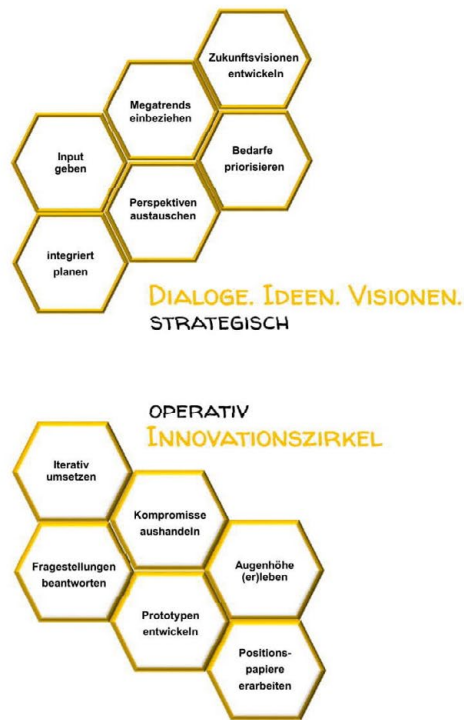 Zukunftsvisionen
entwickeln
Megatrends
einbeziehen
Input
geben
Bedarfe
priorisieren
Perspektiven
austauschen
integriert
planen
DIALOGE. IDEEN. VISIONEN.
STRATEGISCH
OPERATIV
INNOVATIONSZIRKEL
Iterativ
umsetzen
Kompromisse
aushandeln
Fragestellungen
beantworten
Augenhöhe
(er)leben
Prototypen
entwickeln
Positions-
papiere
erarbeiten